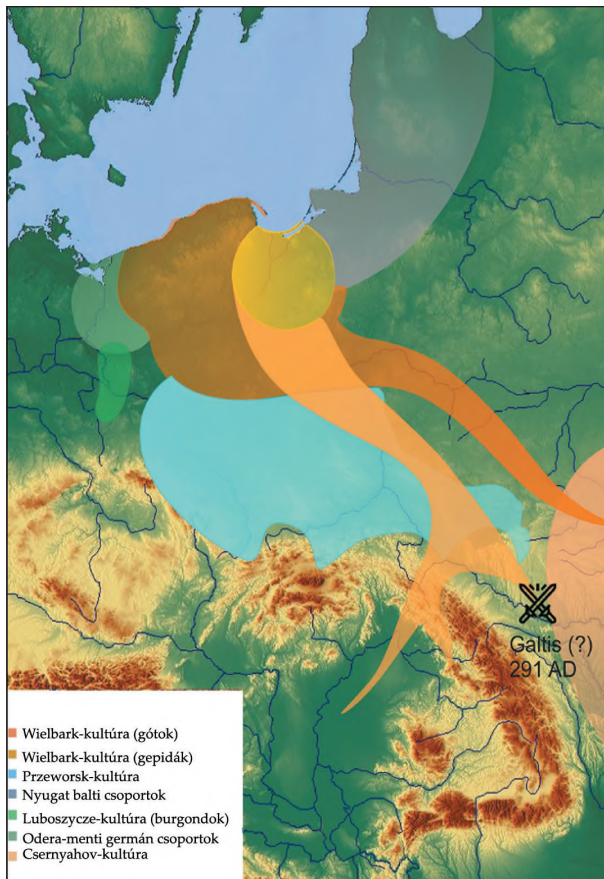 Galtis (?)
291 AD
Wielbark-kultúra (gótok)
Wielbark-kultúra (gepidák)
Przeworsk-kultúra
Nyugat balti csoportok
Luboszyce-kultúra (burgondok)
Odera-menti germán csoportok
Csernyahov-kultúra